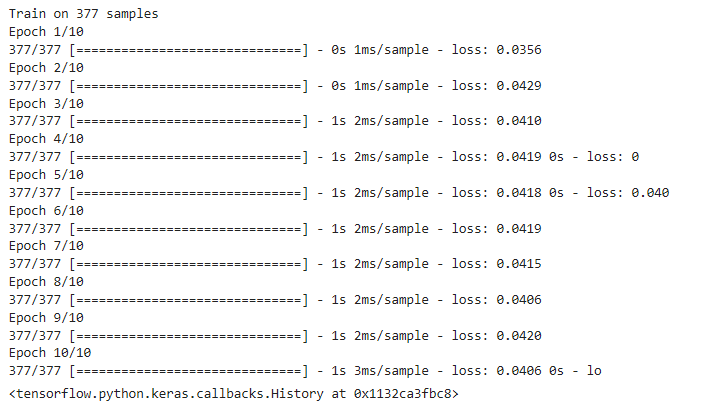 Train on 377 samples
Epoch 1/10
377/377 [==============================] - 0s 1ms/sample - loss: 0.0356
Epoch 2/10
377/377 [==============================] - 0s 1ms/sample - loss: 0.0429
Epoch 3/10
377/377 [==============================] - 1s 2ms/sample - loss: 0.0410
Epoch 4/10
377/377 [==============================] - 1s 2ms/sample - loss: 0.0419 0s - loss: 0
Epoch 5/10
377/377 [==============================] - 1s 2ms/sample - loss: 0.0418 0s - loss: 0.040
Epoch 6/10
377/377 [==============================] - 1s 2ms/sample - loss: 0.0419
Epoch 7/10
377/377 [==============================] - 1s 2ms/sample - loss: 0.0415
Epoch 8/10
377/377 [==============================] - 1s 2ms/sample - loss: 0.0406
Epoch 9/10
377/377 [==============================] - 1s 2ms/sample - loss: 0.0420
Epoch 10/10
377/377 [==============================] - 1s 3ms/sample - loss: 0.0406 0s - lo
<tensorflow.python.keras.callbacks.History at 0x1132ca3fbc8>